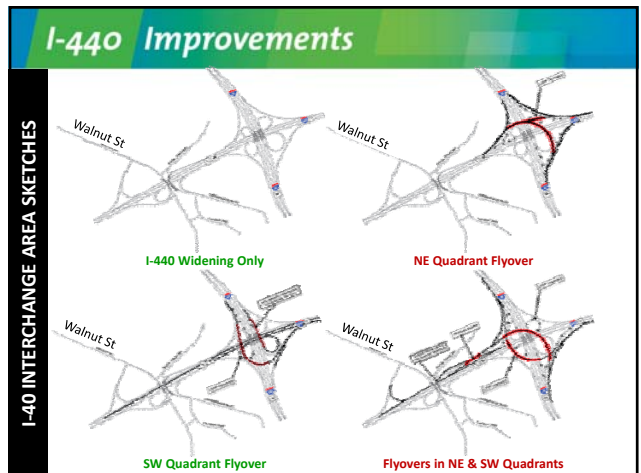 I-440 Improvements
I-40 INTERCHANGE AREA SKETCHES
Walnut St
I-440 Widening Only
Walnut St
NE Quadrant Flyover
Walnut St
SW Quadrant Flyover
Walnut St
Flyovers in NE & SW Quadrants